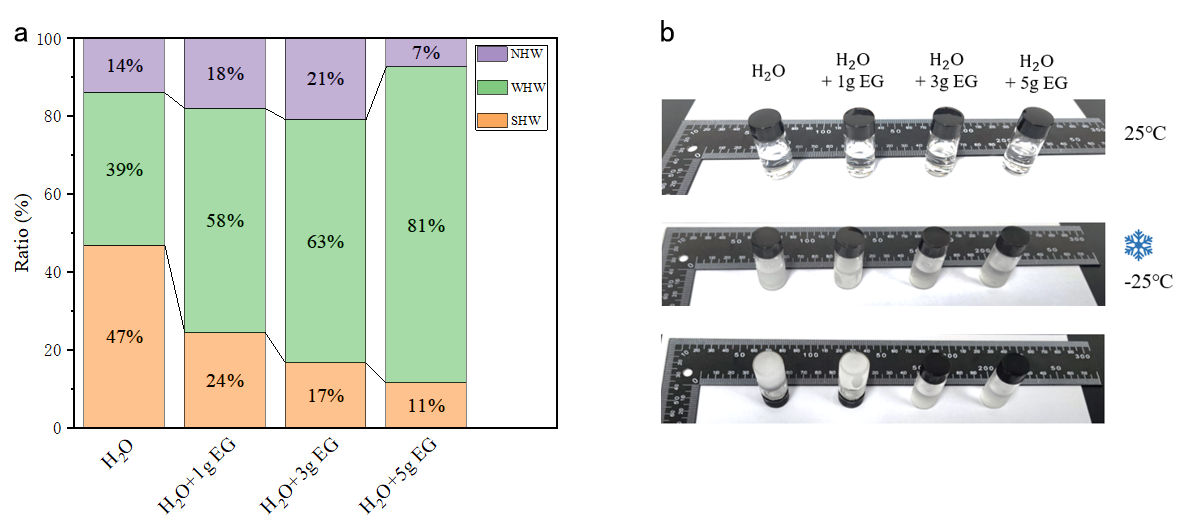 a
100
80
60
40
20
0
Ratio (%)
14%
39%
47%
18%
58%
24%
21%
63%
17%
7%
81%
11%
NHW
WHW
SHW
H₂O
H₂O+1g EG
H₂O+3g EG
H₂O+5g EG
b
H₂O
H₂O
+ 1g EG
H₂O
+ 3g EG
H₂O
+ 5g EG
25℃
-25℃